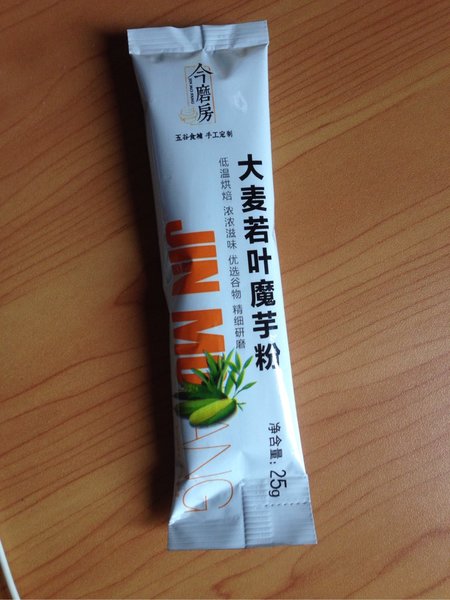 今磨房
五谷食補 手工定制
大麦若叶魔芋粉
低温烘焙 浓浓滋味 优选谷物 精细研磨
JIN M
ANG
净含量：25g